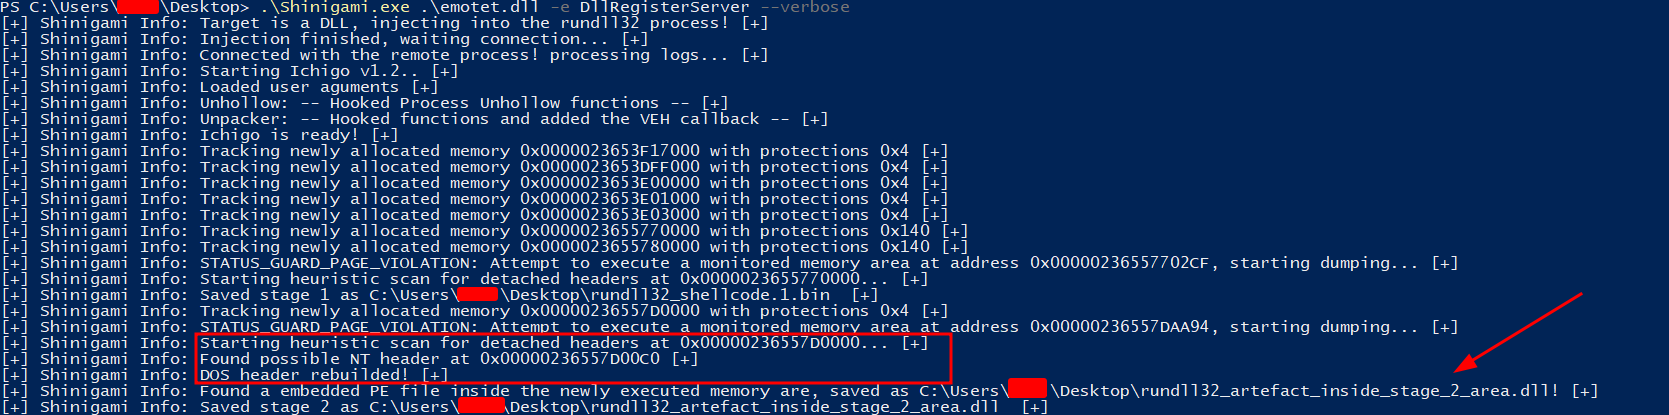 PS C:\Users\ \Desktop> .\Shinigami.exe .\emotet.dll -e DllRegisterServer --verbose
[+] Shinigami Info: Target is a DLL, injecting into the rundll32 process! [+]
[+] Shinigami Info: Injection finished, waiting connection... [+]
[+] Shinigami Info: Connected with the remote process! processing logs... [+]
[+] Shinigami Info: Starting Ichigo v1.2.. [+]
[+] Shinigami Info: Loaded user aguments [+]
[+] Shinigami Info: Unhollow: -- Hooked Process Unhollow functions -- [+]
[+] Shinigami Info: Unpacker: -- Hooked functions and added the VEH callback -- [+]
[+] Shinigami Info: Ichigo is ready! [+]
[+] Shinigami Info: Tracking newly allocated memory 0x0000023653F17000 with protections 0x4 [+]
[+] Shinigami Info: Tracking newly allocated memory 0x0000023653DFF000 with protections 0x4 [+]
[+] Shinigami Info: Tracking newly allocated memory 0x0000023653E00000 with protections 0x4 [+]
[+] Shinigami Info: Tracking newly allocated memory 0x0000023653E01000 with protections 0x4 [+]
[+] Shinigami Info: Tracking newly allocated memory 0x0000023653E03000 with protections 0x4 [+]
[+] Shinigami Info: Tracking newly allocated memory 0x0000023655770000 with protections 0x140 [+]
[+] Shinigami Info: Tracking newly allocated memory 0x0000023655780000 with protections 0x140 [+]
[+] Shinigami Info: STATUS_GUARD_PAGE_VIOLATION: Attempt to execute a monitored memory area at address 0x00000236557702CF, starting dumping... [+]
[+] Shinigami Info: Starting heuristic scan for detached headers at 0x0000023655770000... [+]
[+] Shinigami Info: Saved stage 1 as C:\Users\ \Desktop\rundll32_shellcode.1.bin [+]
[+] Shinigami Info: Tracking newly allocated memory 0x00000236557D0000 with protections 0x4 [+]
[+] Shinigami Info: STATUS_GUARD_PAGE_VIOLATION: Attempt to execute a monitored memory area at address 0x00000236557DAA94, starting dumping... [+]
[+] Shinigami Info: Starting heuristic scan for detached headers at 0x00000236557D0000... [+]
[+] Shinigami Info: Found possible NT header at 0x00000236557D00C0 [+]
[+] Shinigami Info: DOS header rebuilded! [+]
[+] Shinigami Info: Found a embedded PE file inside the newly executed memory are, saved as C:\Users\ \Desktop\rundll32_artefact_inside_stage_2_area.dll! [+]
[+] Shinigami Info: Saved stage 2 as C:\Users\ \Desktop\rundll32_artefact_inside_stage_2_area.dll [+]